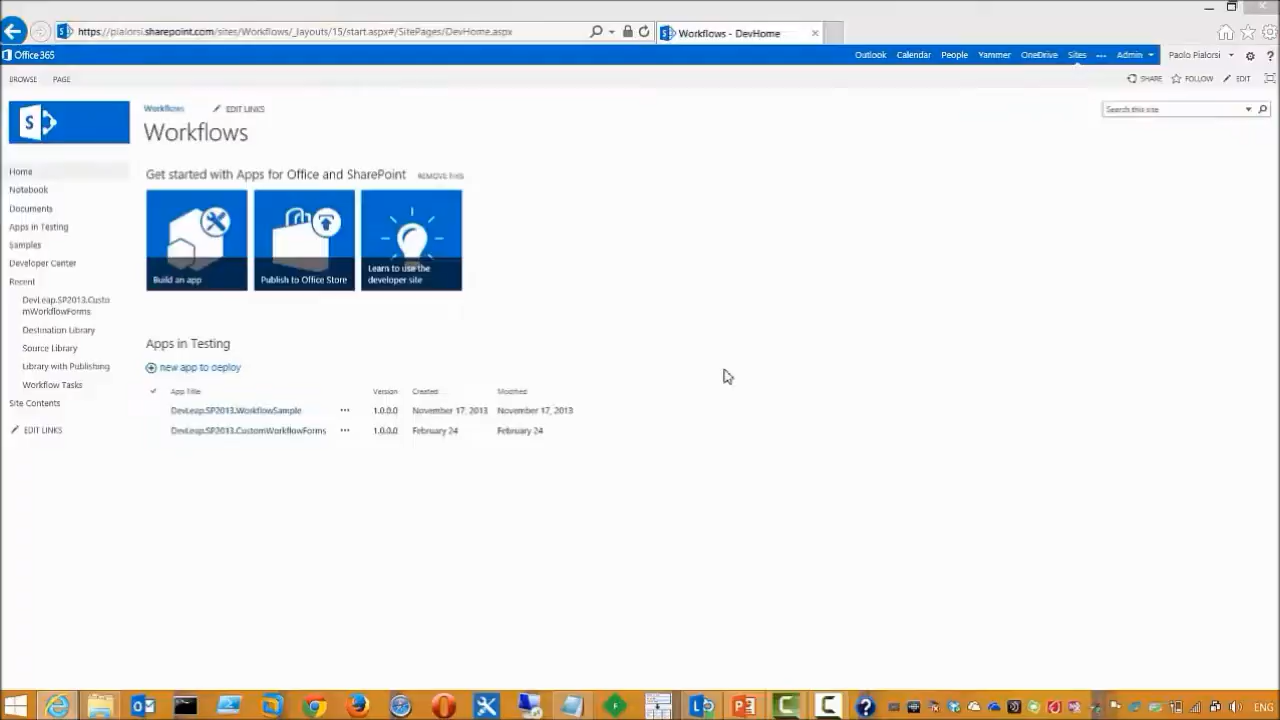 https://pialorsi.sharepoint.com/sites/Workflows/_layouts/15/start.aspx#/SitePages/DevHome.aspx
Workflows - DevHome
Office 365
Outlook Calendar People Yammer OneDrive Sites ... Admin Paolo Pialorsi ?
BROWSE PAGE
SHARE FOLLOW EDIT
S
Workflows EDIT LINKS
Workflows
Search this site
Get started with Apps for Office and SharePoint REMOVE THIS
Build an app
Publish to Office Store
Learn to use the
developer site
Home
Notebook
Documents
Apps in Testing
Samples
Developer Center
Recent
DevLeap.SP2013.Custo
mWorkflowForms
Destination Library
Source Library
Library with Publishing
Workflow Tasks
Site Contents
EDIT LINKS
Apps in Testing
new app to deploy
App Title Version Created Modified
DevLeap.SP2013.WorkflowSample ... 1.0.0.0 November 17, 2013 November 17, 2013
DevLeap.SP2013.CustomWorkflowForms ... 1.0.0.0 February 24 February 24
ENG